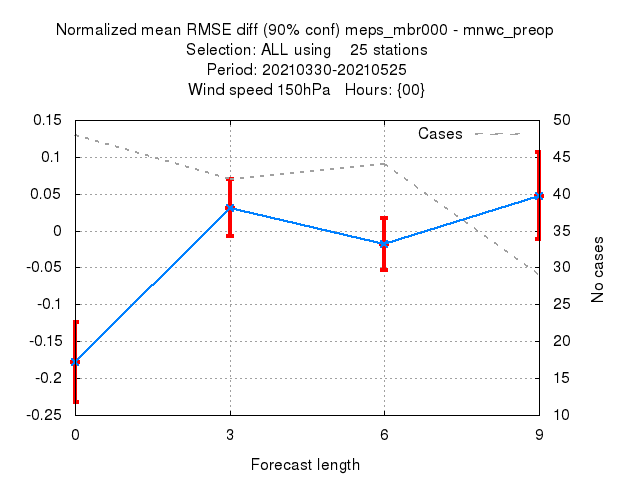 Normalized mean RMSE diff (90% conf) meps_mbr000 - mnwc_preop
Selection: ALL using 25 stations
Period: 20210330-20210525
Wind speed 150hPa Hours: {00}
Cases
0.15
0.1
0.05
0
-0.05
-0.1
-0.15
-0.2
-0.25
50
45
40
35
30
25
20
15
10
No cases
0 3 6 9
Forecast length